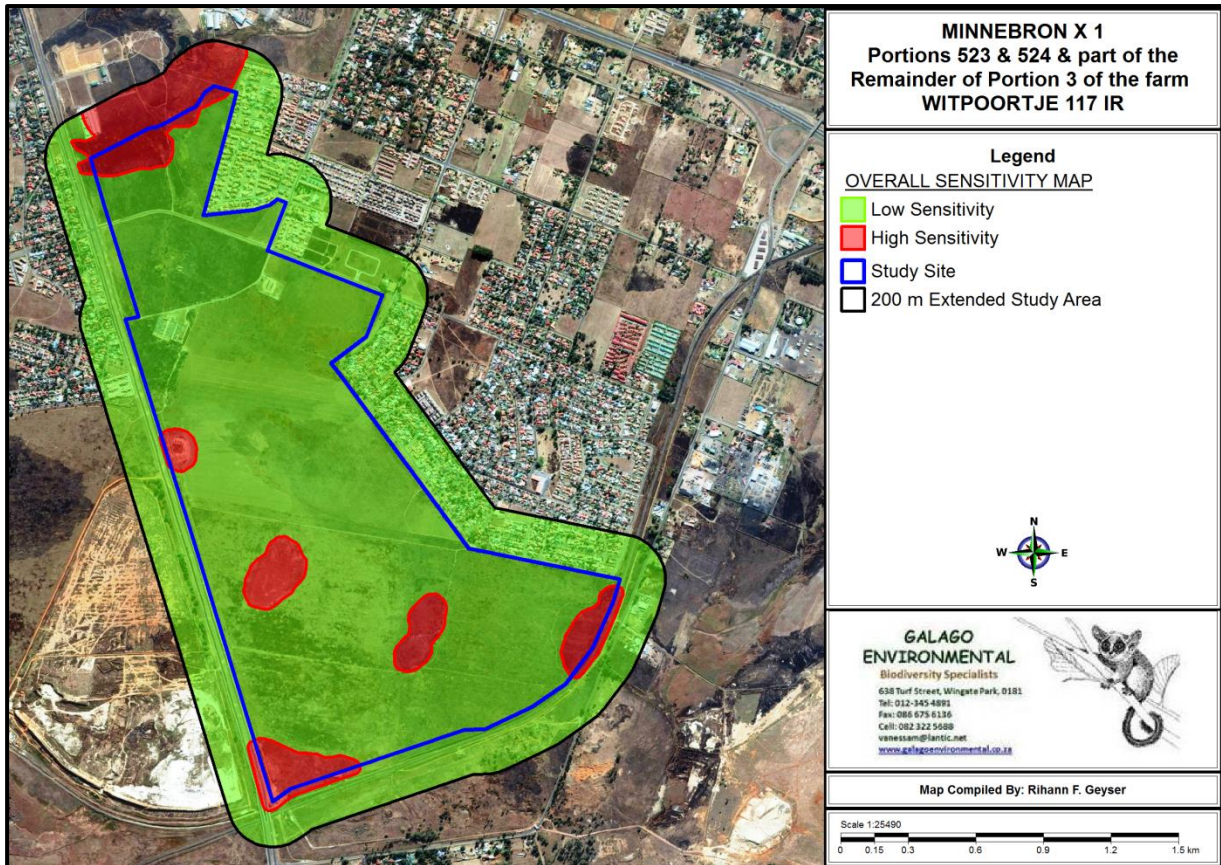 MINNEBRON X 1
Portions 523 & 524 & part of the
Remainder of Portion 3 of the farm
WITPOORTJE 117 IR
Legend
OVERALL SENSITIVITY MAP
Low Sensitivity
High Sensitivity
Study Site
200 m Extended Study Area
N
W E
S
GALAGO
ENVIRONMENTAL
Biodiversity Specialists
638 Turf Street, Wingate Park, 0181
Tel: 012-345 4891
Fax: 086 675 6136
Cell: 082 322 5688
vanessam@lantic.net
www.galagoenvironmental.co.za
Map Compiled By: Rihann F. Geyser
Scale 1:25490
0 0.15 0.3 0.6 0.9 1.2 1.5 km